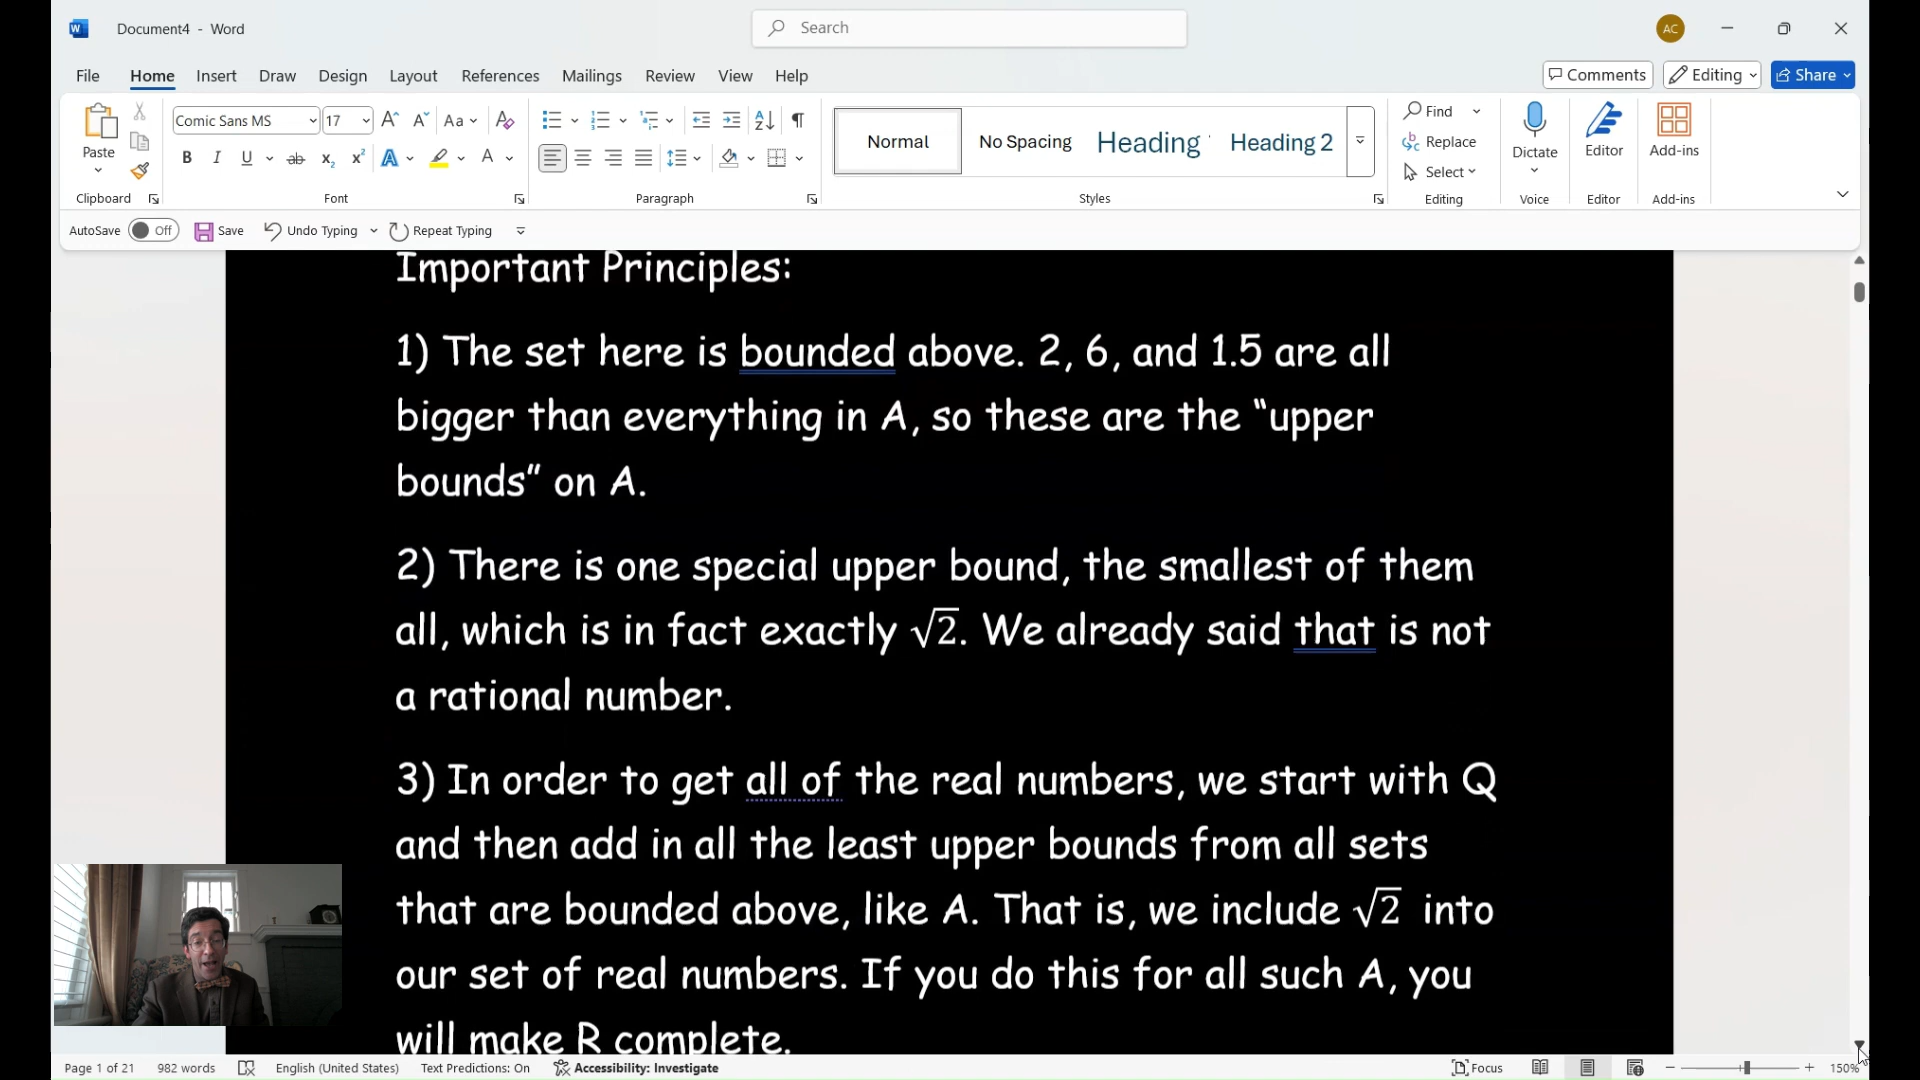 Document4 - Word
Search
AC
File Home Insert Draw Design Layout References Mailings Review View Help
Comments Editing Share
Paste
Clipboard
Comic Sans MS 17
Aa
B I U ab x₂ x² A A
Font
Paragraph
Normal No Spacing Heading Heading 2
Styles
Find
Replace
Select
Editing
Dictate
Voice
Editor
Editor
Add-ins
Add-ins
AutoSave Off Save Undo Typing Repeat Typing
Important Principles:
1) The set here is bounded above. 2, 6, and 1.5 are all
bigger than everything in A, so these are the “upper
bounds” on A.
2) There is one special upper bound, the smallest of them
all, which is in fact exactly √2. We already said that is not
a rational number.
3) In order to get all of the real numbers, we start with Q
and then add in all the least upper bounds from all sets
that are bounded above, like A. That is, we include √2 into
our set of real numbers. If you do this for all such A, you
will make R complete.
Page 1 of 21 982 words English (United States) Text Predictions: On Accessibility: Investigate Focus 150%